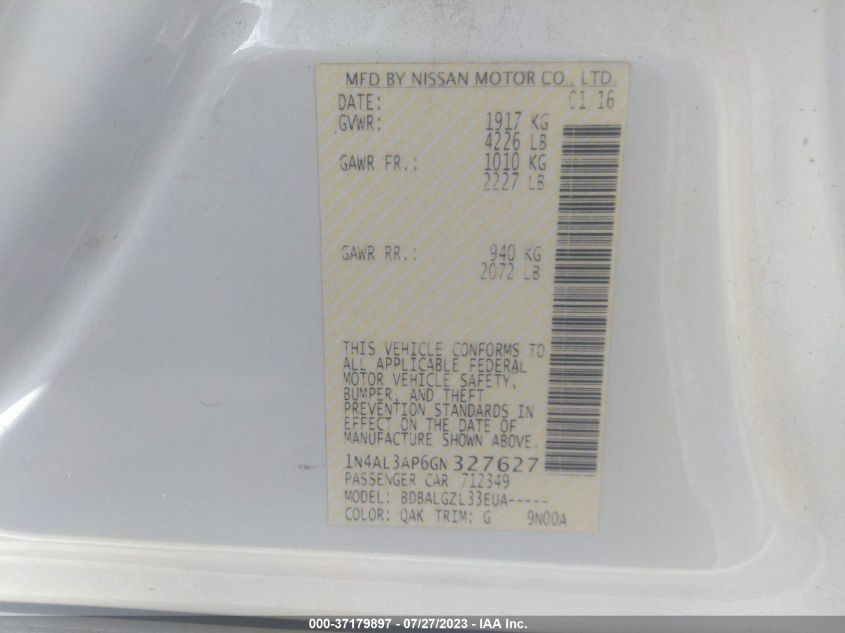 MFD BY NISSAN MOTOR CO., LTD.
DATE: 01/16
GVWR: 1917 KG
4226 LB
GAWR FR.: 1010 KG
2227 LB
GAWR RR.: 940 KG
2072 LB
THIS VEHICLE CONFORMS TO
ALL APPLICABLE FEDERAL
MOTOR VEHICLE SAFETY,
BUMPER, AND THEFT
PREVENTION STANDARDS IN
EFFECT ON THE DATE OF
MANUFACTURE SHOWN ABOVE.
1N4AL3AP6GN327627
PASSENGER CAR 712349
MODEL: BDBALGZL33EUA-----
COLOR: QAK TRIM: G 9N00A
000-37179897 - 07/27/2023 - IAA Inc.